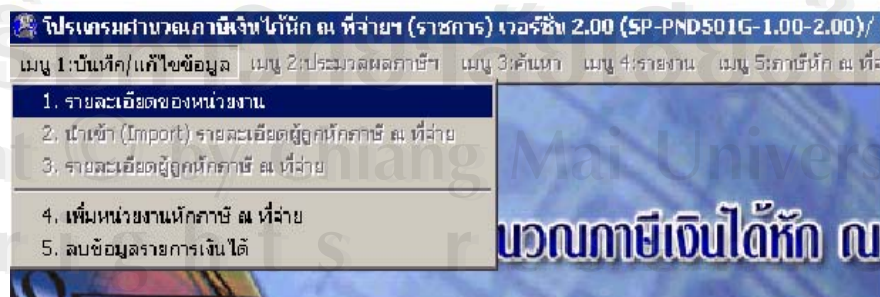 โปรแกรมคำนวณภาษีเงินได้หัก ณ ที่จ่ายฯ (ราชการ) เวอร์ชั่น 2.00 (SP-PND501G-1.00-2.00)/
เมนู 1:บันทึก/แก้ไขข้อมูล เมนู 2:ประมวลผลภาษีฯ เมนู 3:ค้นหา เมนู 4:รายงาน เมนู 5:ภาษีหัก ณ ที่
1. รายละเอียดของหน่วยงาน
2. นำเข้า (Import) รายละเอียดผู้ถูกหักภาษี ณ ที่จ่าย
3. รายละเอียดผู้ถูกหักภาษี ณ ที่จ่าย
4. เพิ่มหน่วยงานหักภาษี ณ ที่จ่าย
5. ลบข้อมูลรายการเงินได้
นวณภาษีเงินได้หัก ณ
by Chiang Mai Univers
r i g h t s r